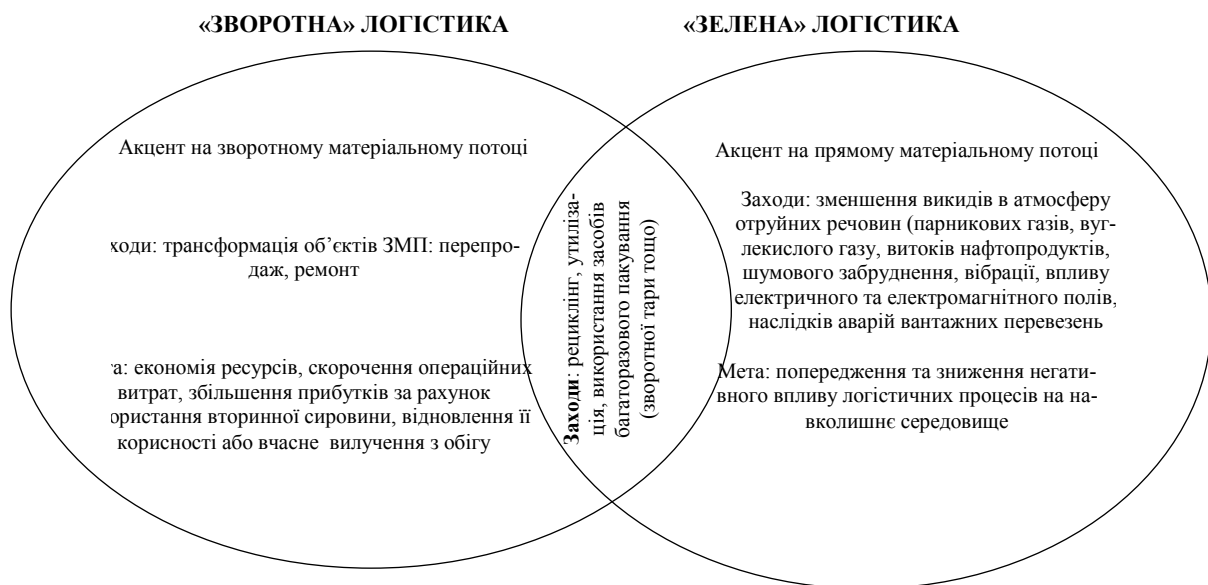 «ЗВОРОТНА» ЛОГІСТИКА
«ЗЕЛЕНА» ЛОГІСТИКА
Акцент на зворотному матеріальному потоці
ходи: трансформація об’єктів ЗМП: перепро-
даж, ремонт
та: економія ресурсів, скорочення операційних
витрат, збільшення прибутків за рахунок
ористання вторинної сировини, відновлення її
корисності або вчасне вилучення з обігу
Заходи: рециклінг, утиліза-
ція, використання засобів
багаторазового пакування
(зворотної тари тощо)
Акцент на прямому матеріальному потоці
Заходи: зменшення викидів в атмосферу
отруйних речовин (парникових газів, вуг-
лекислого газу, витоків нафтопродуктів,
шумового забруднення, вібрації, впливу
електричного та електромагнітного полів,
наслідків аварій вантажних перевезень
Мета: попередження та зниження негати-
вного впливу логістичних процесів на на-
вколишнє середовище